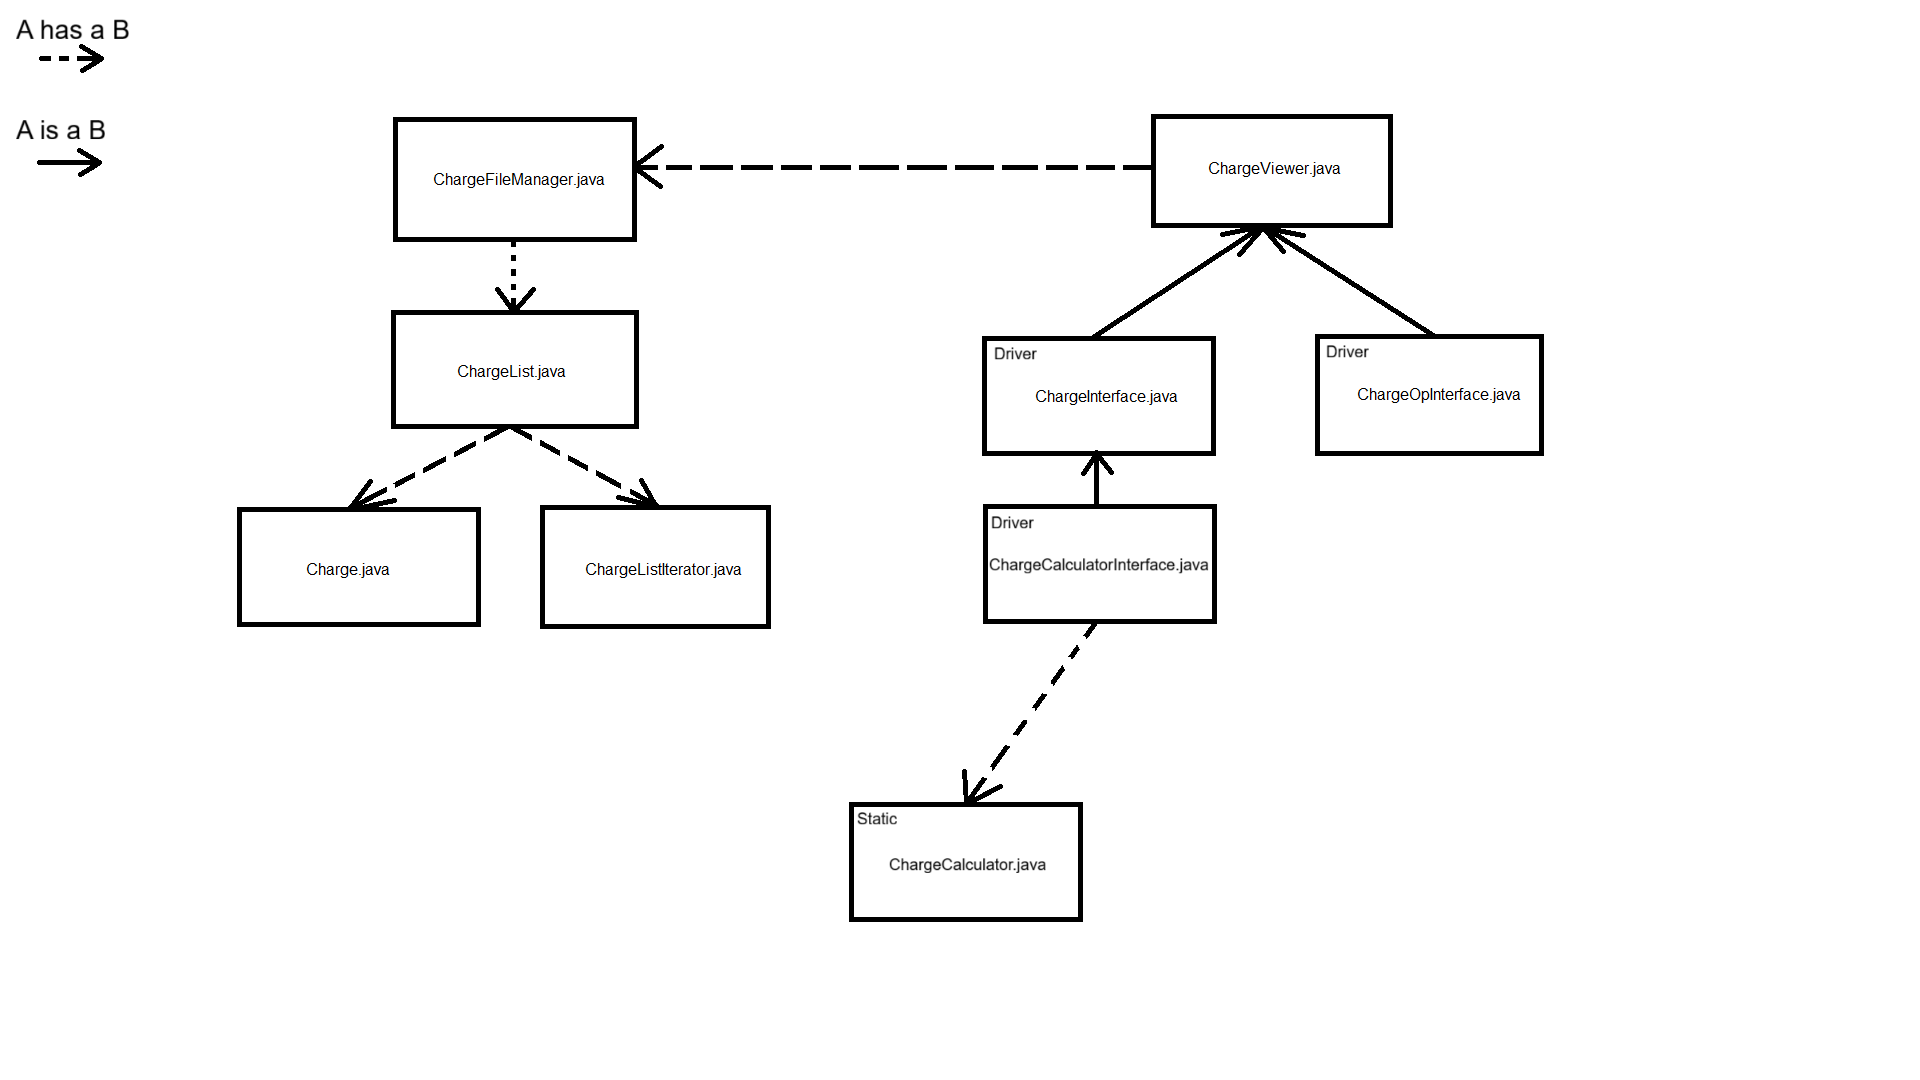 A has a B
A is a B
ChargeFileManager.java
ChargeViewer.java
ChargeList.java
Driver
ChargeInterface.java
Driver
ChargeOpInterface.java
Charge.java
ChargeListIterator.java
Driver
ChargeCalculatorInterface.java
Static
ChargeCalculator.java